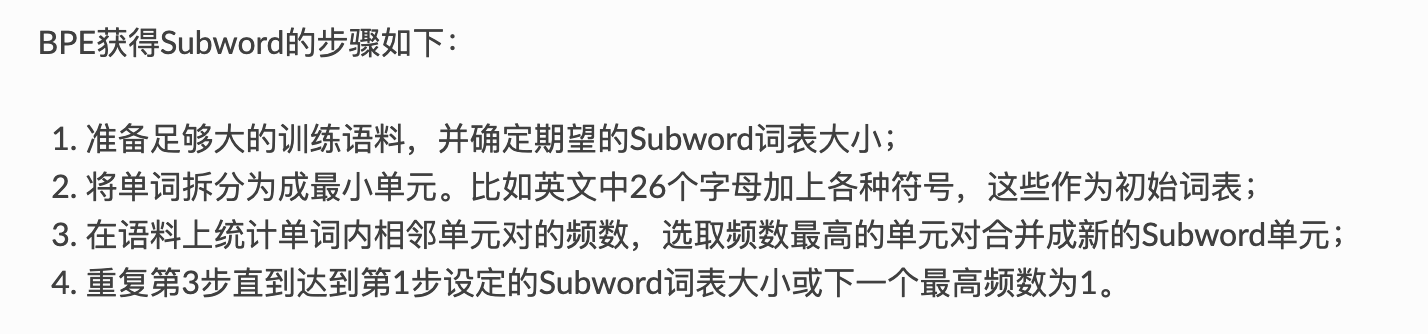 BPE获得Subword的步骤如下：
1. 准备足够大的训练语料，并确定期望的Subword词表大小；
2. 将单词拆分为成最小单元。比如英文中26个字母加上各种符号，这些作为初始词表；
3. 在语料上统计单词内相邻单元对的频数，选取频数最高的单元对合并成新的Subword单元；
4. 重复第3步直到达到第1步设定的Subword词表大小或下一个最高频数为1。